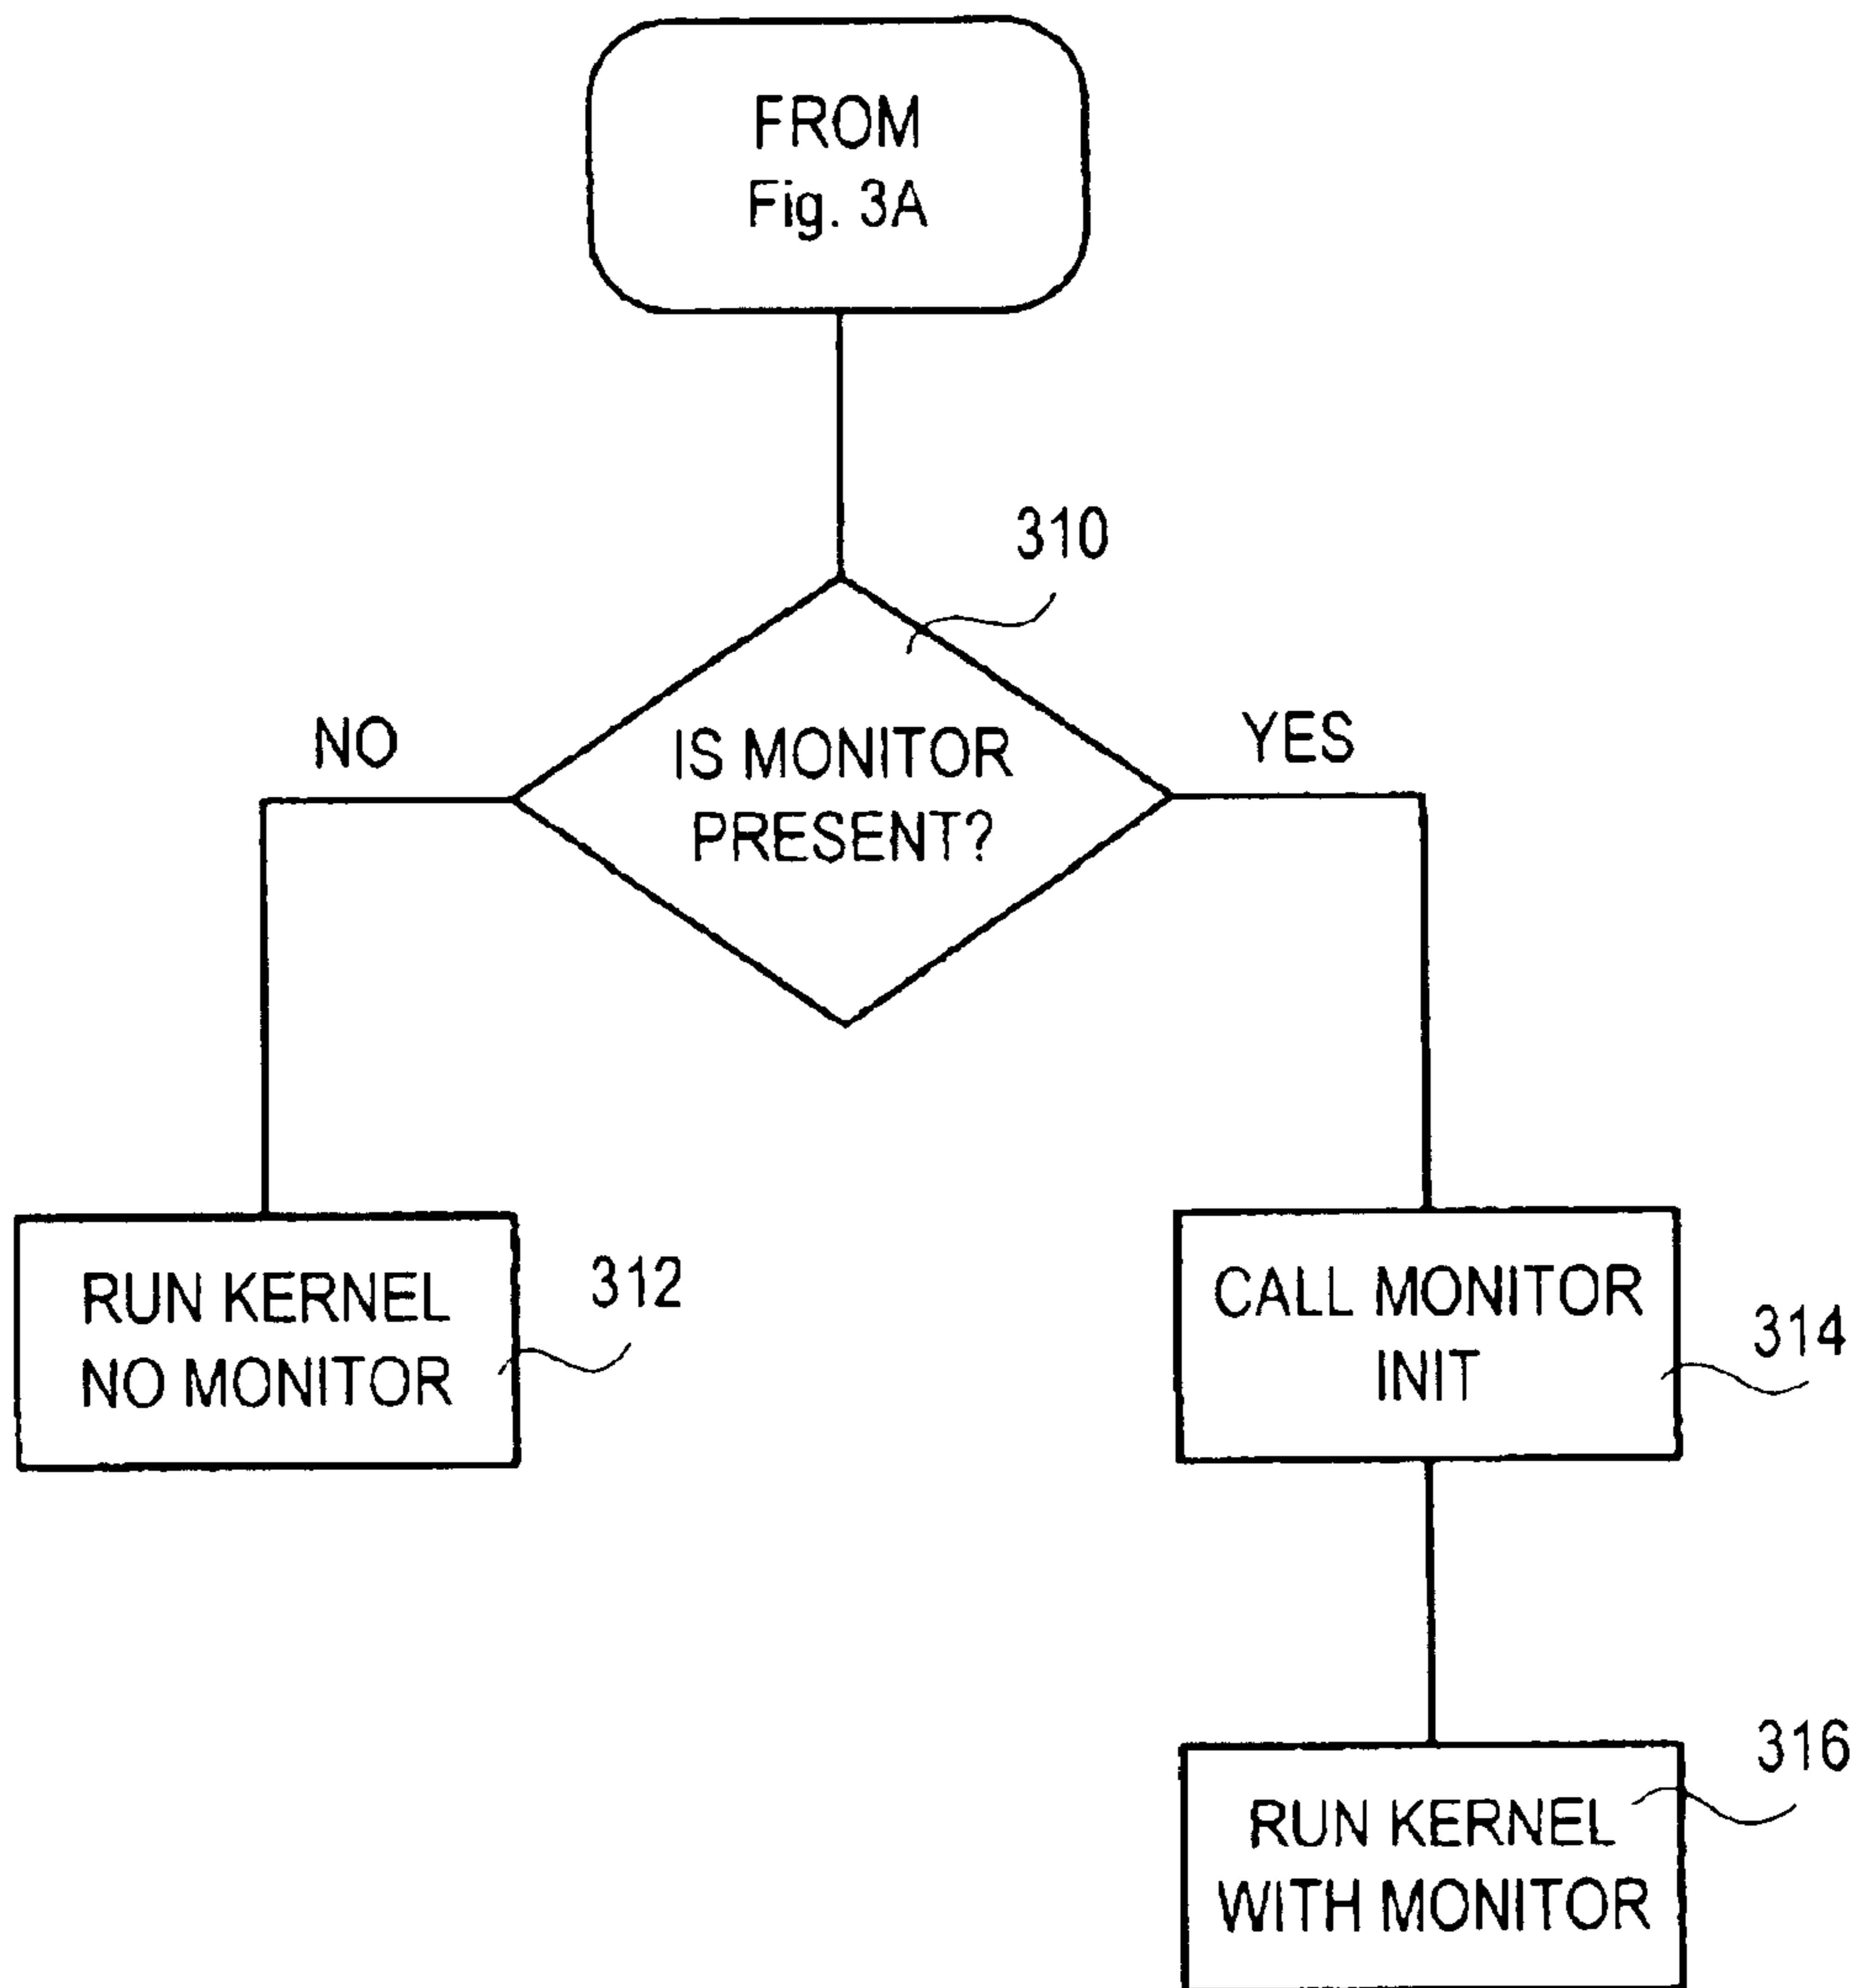 FROM
Fig. 3A
310
NO
YES
IS MONITOR
PRESENT?
RUN KERNEL
NO MONITOR
312
CALL MONITOR
INIT
314
316
RUN KERNEL
WITH MONITOR